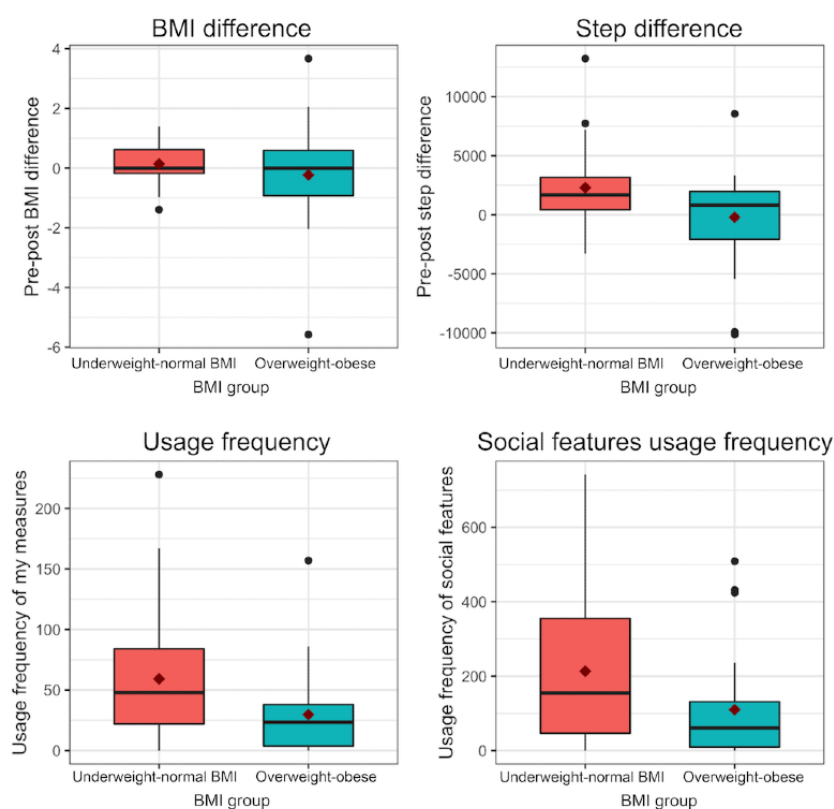 BMI difference
Pre-post BMI difference
4
2
0
-2
-4
-6
Underweight-normal BMI
Overweight-obese
BMI group
Step difference
Pre-post step difference
10000
5000
0
-5000
-10000
Underweight-normal BMI
Overweight-obese
BMI group
Usage frequency
Usage frequency of my measures
200
150
100
50
0
Underweight-normal BMI
Overweight-obese
BMI group
Social features usage frequency
Usage frequency of social features
600
400
200
0
Underweight-normal BMI
Overweight-obese
BMI group